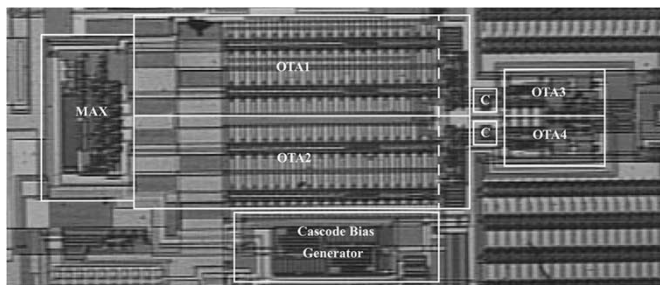 OTA1
OTA3
MAX
C
C
OTA4
OTA2
Cascode Bias
Generator